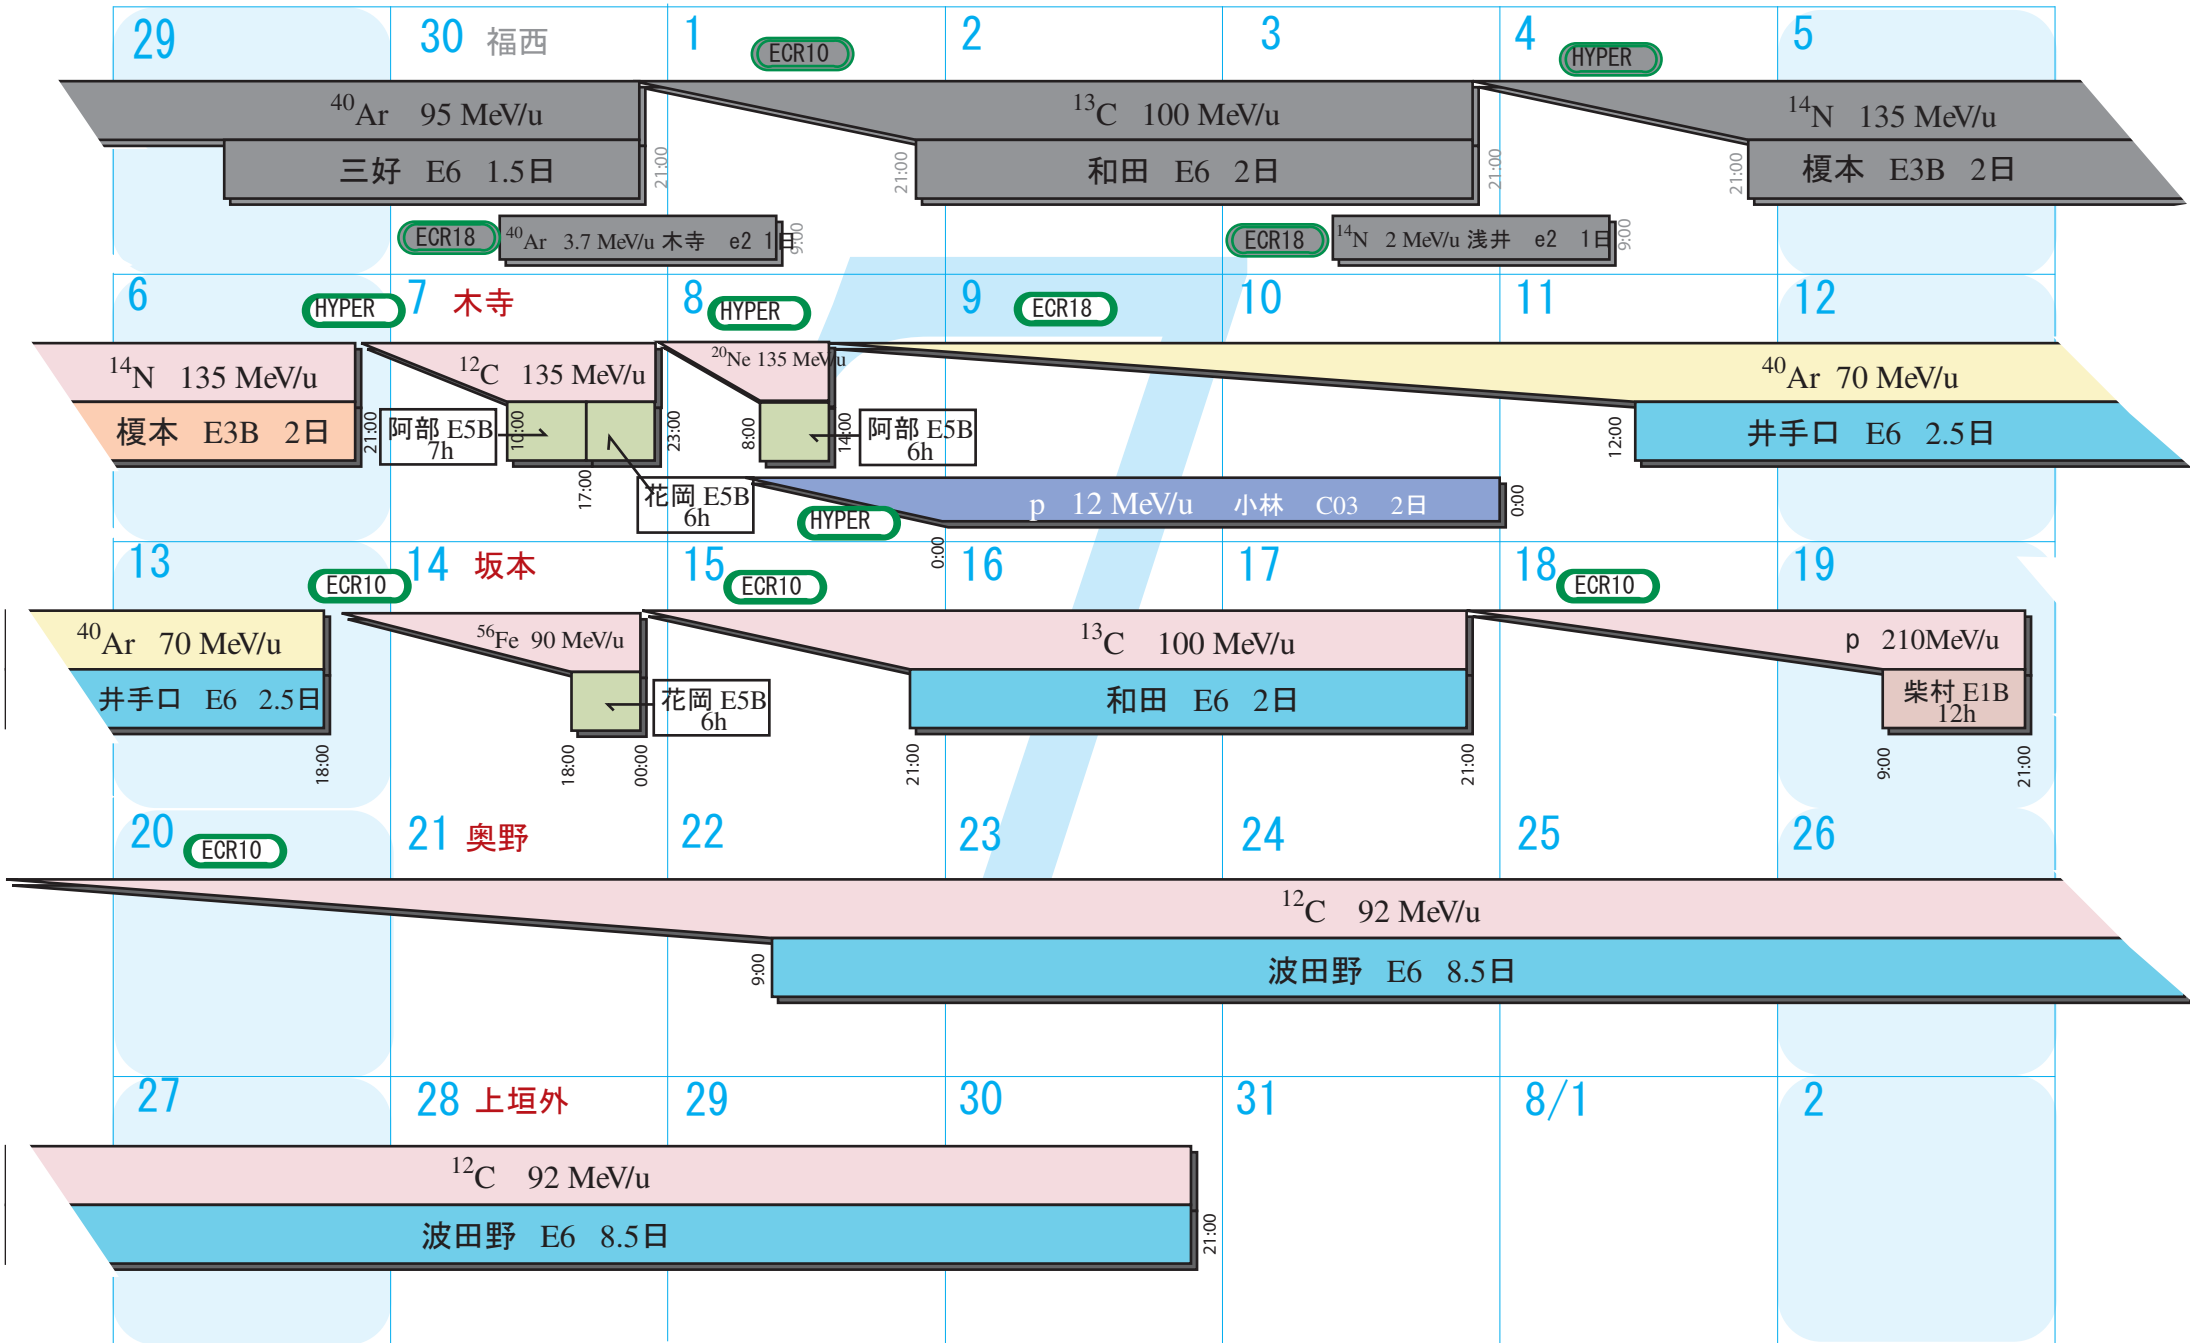 29
30 福西
1
2
3
4
5
ECR10
HYPER
40Ar 95 MeV/u
13C 100 MeV/u
14N 135 MeV/u
三好 E6 1.5日
21:00
21:00
和田 E6 2日
21:00
21:00
榎本 E3B 2日
ECR18
40Ar 3.7 MeV/u 木寺 e2 1日
9:00
ECR18
14N 2 MeV/u 浅井 e2 1日
9:00
6
7 木寺
8
9
10
11
12
HYPER
HYPER
ECR18
14N 135 MeV/u
12C 135 MeV/u
20Ne 135 MeV/u
40Ar 70 MeV/u
榎本 E3B 2日
21:00
阿部 E5B
7h
10:00
23:00
8:00
14:00
阿部 E5B
6h
12:00
井手口 E6 2.5日
17:00
花岡 E5B
6h
HYPER
p 12 MeV/u 小林 C03 2日
0:00
0:00
7
13
14 坂本
15
16
17
18
19
ECR10
ECR10
ECR10
40Ar 70 MeV/u
56Fe 90 MeV/u
13C 100 MeV/u
p 210MeV/u
井手口 E6 2.5日
花岡 E5B
6h
和田 E6 2日
柴村 E1B
12h
18:00
18:00
00:00
21:00
21:00
9:00
21:00
20
21 奥野
22
23
24
25
26
ECR10
12C 92 MeV/u
9:00
波田野 E6 8.5日
27
28 上垣外
29
30
31
8/1
2
12C 92 MeV/u
波田野 E6 8.5日
21:00